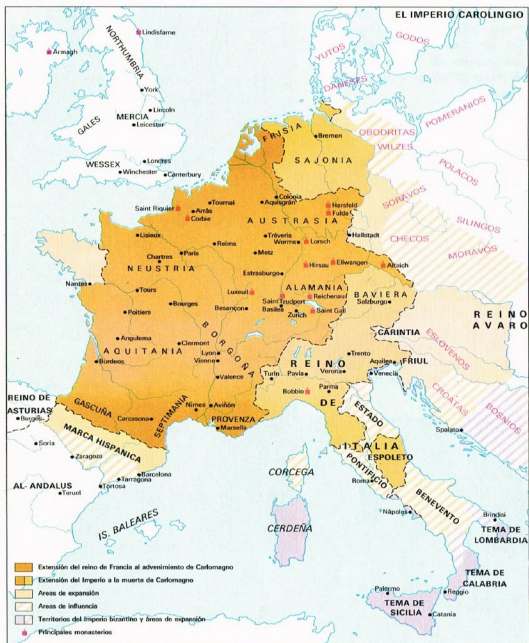 EL IMPERIO CAROLINGIO
Lindisfarne
Armagh
NORTHUMBRIA
York
Lincoln
MERCIA
Leicester
GALES
WESSEX
Londres
Winchester
Canterbury
YUTOS
GODOS
DANESES
POMERANIOS
OBODRITAS
WILZES
POLACOS
SORAVOS
SILINGOS
CHECOS
MORAVOS
FRISIA
Bremen
SAJONIA
Colonia
Tournai
Aquisgrán
Saint Riquier
Arrás
Corbie
Hersfeld
Fulda
AUSTRASIA
Lisieux
Reims
Tréveris
Worms
Lorsch
Hallstadt
Chartres
París
Metz
NEUSTRIA
Hirsau
Ellwangen
Altaich
Estrasburgo
Nantes
Tours
Luxeuil
ALAMANIA
BAVIERA
Bourges
Besançon
Saint Trudpert
Reichenau
Salzburgo
Basilea
Zurich
Saint Gall
Poitiers
REINO
AVARO
CARINTIA
Angulema
Clermont
BORGOÑA
AQUITANIA
Lyon
Vienne
REINO
Trento
Aquilea
FRIUL
ESLOVENOS
Burdeos
Valence
Turín
Pavía
Verona
Venecia
CROATAS
Bobbio
Parma
BOSNIOS
REINO DE
ASTURIAS
Burgos
GASCUÑA
SEPTIMANIA
Nimes
Aviñón
DE
ESTADO
Carcasona
PROVENZA
Marsella
Spalato
MARCA HISPANICA
ITALIA
Soria
Zaragoza
ESPOLETO
CORCEGA
PONTIFICIO
Barcelona
Roma
AL-ANDALUS
Tarragona
Tortosa
Teruel
BENEVENTO
IS. BALEARES
CERDEÑA
Nápoles
Brindisi
TEMA DE
LOMBARDIA
TEMA DE
CALABRIA
Palermo
Reggio
TEMA DE
SICILIA
Catania
Extensión del reino de Francia al advenimiento de Carlomagno
Extensión del Imperio a la muerte de Carlomagno
Areas de expansión
Areas de influencia
Territorios del Imperio bizantino y áreas de expansión
Principales monasterios